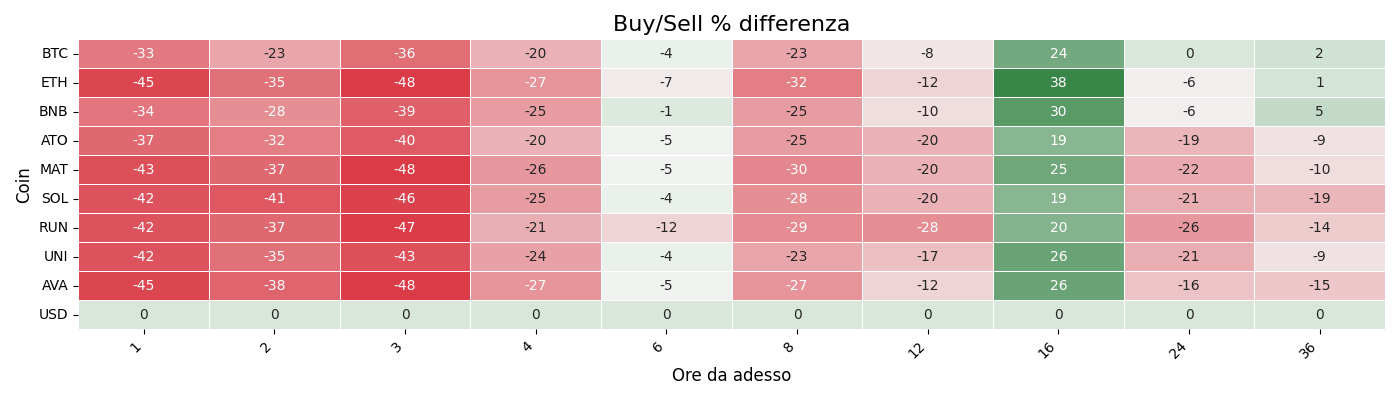 Buy/Sell % differenza
Coin
BTC -33 -23 -36 -20 -4 -23 -8 24 0 2
ETH -45 -35 -48 -27 -7 -32 -12 38 -6 1
BNB -34 -28 -39 -25 -1 -25 -10 30 -6 5
ATO -37 -32 -40 -20 -5 -25 -20 19 -19 -9
MAT -43 -37 -48 -26 -5 -30 -20 25 -22 -10
SOL -42 -41 -46 -25 -4 -28 -20 19 -21 -19
RUN -42 -37 -47 -21 -12 -29 -28 20 -26 -14
UNI -42 -35 -43 -24 -4 -23 -17 26 -21 -9
AVA -45 -38 -48 -27 -5 -27 -12 26 -16 -15
USD 0 0 0 0 0 0 0 0 0 0
1 2 3 4 6 8 12 16 24 36
Ore da adesso